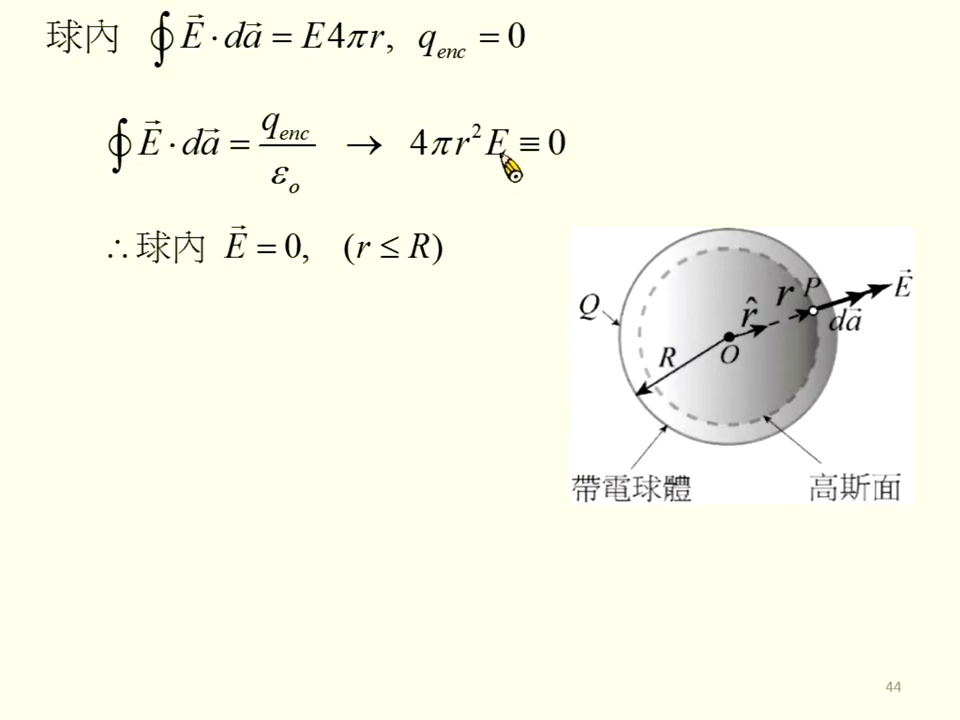 球內 ∮E⃗·da⃗ = E4πr, q_enc = 0
∮E⃗·da⃗ = q_enc/ε_o → 4πr²E ≡ 0
∴球內 E⃗ = 0, (r ≤ R)
Q
r̂
r
P
E⃗
da⃗
R
O
帶電球體
高斯面
44